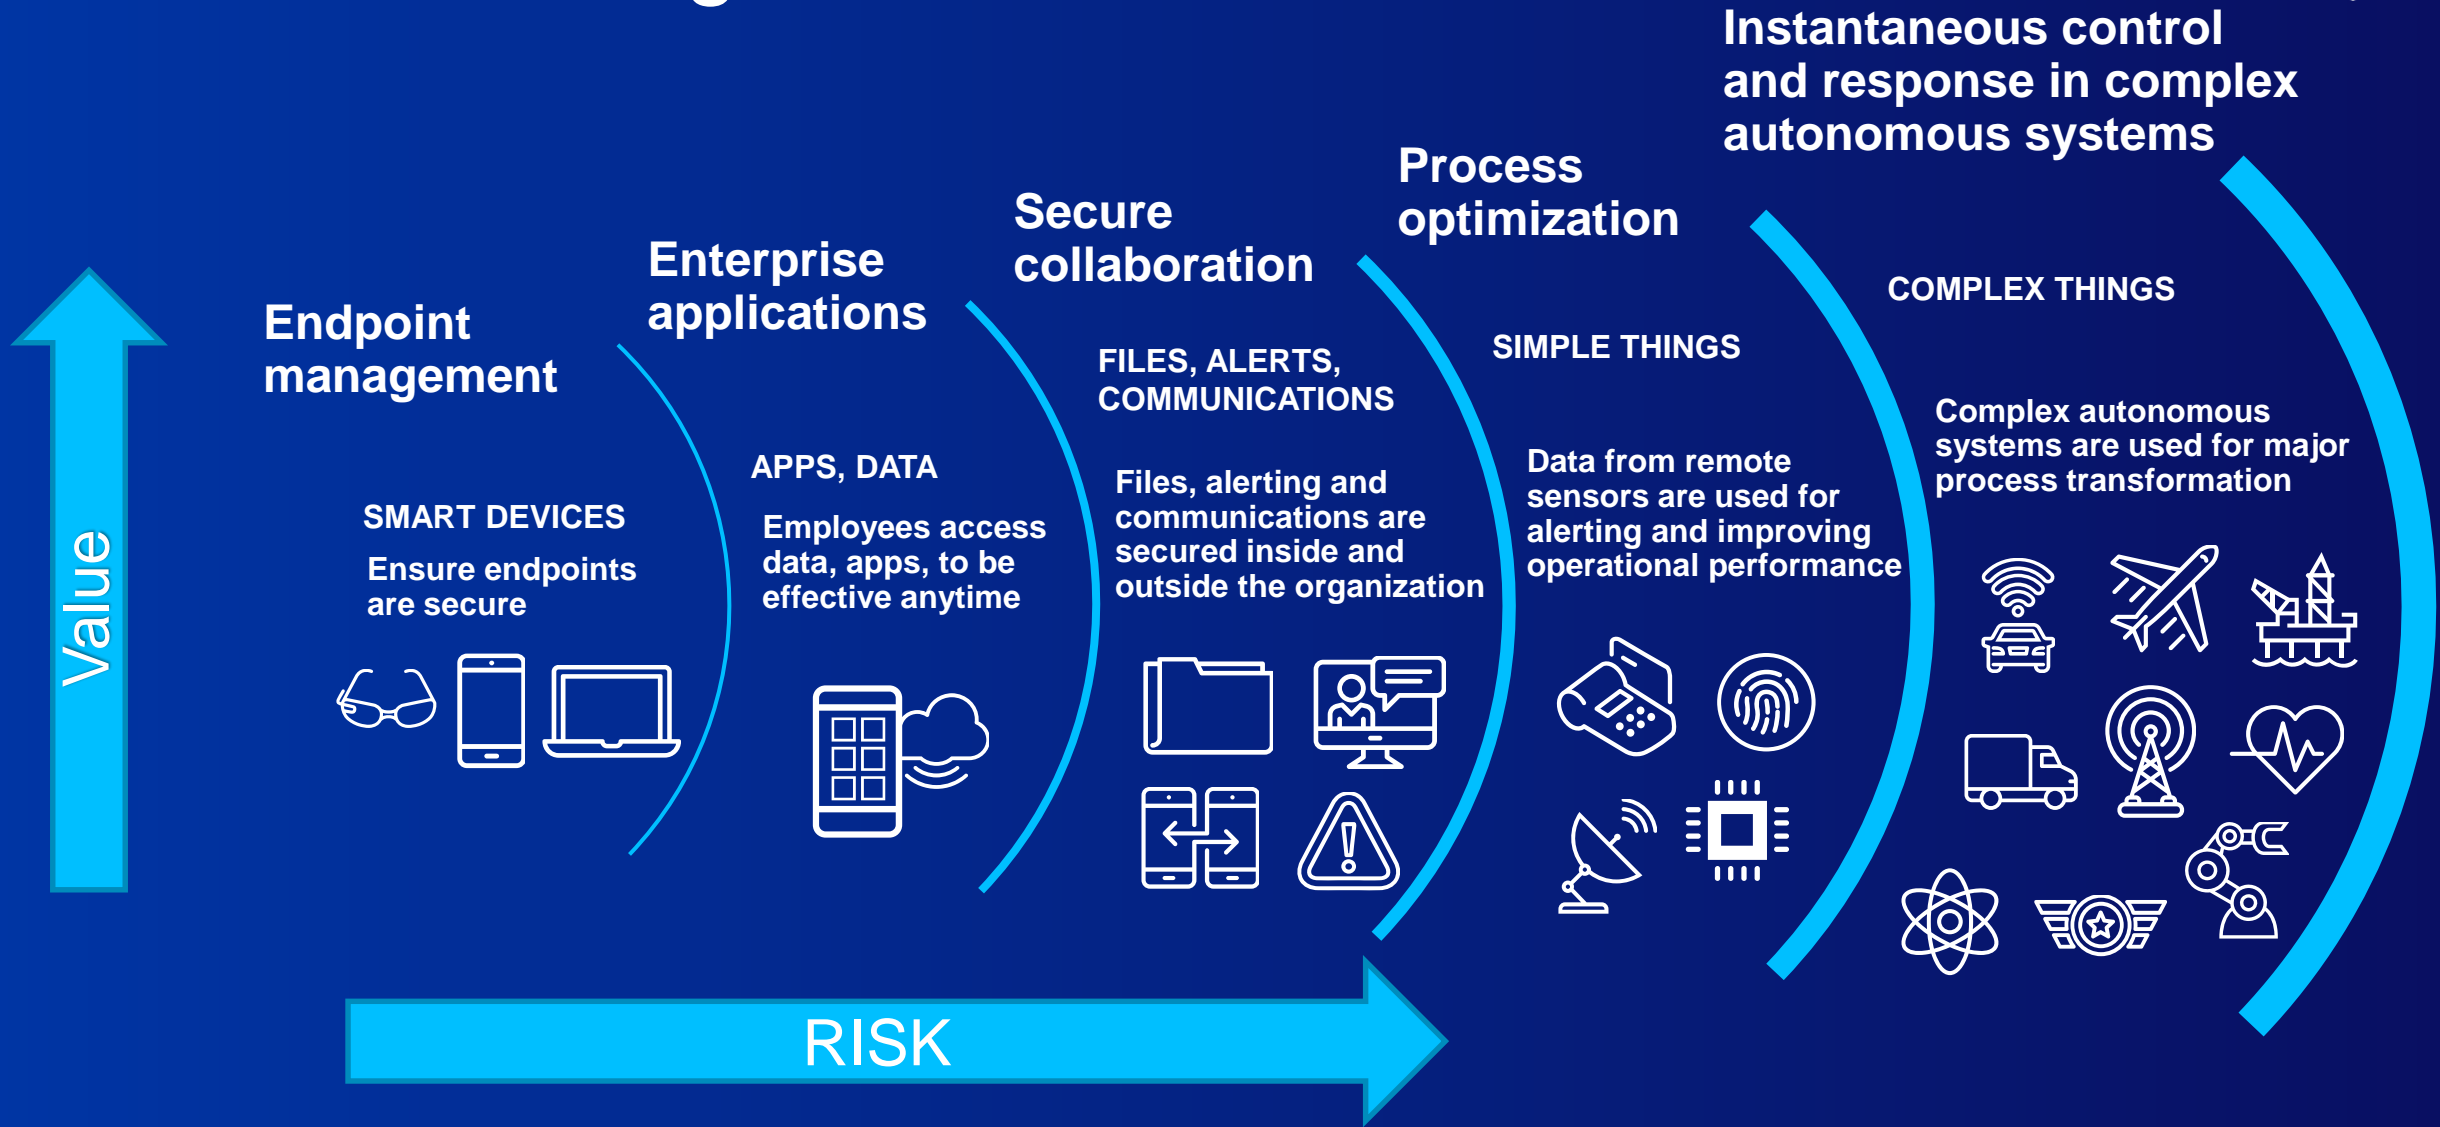 Instantaneous control
and response in complex
autonomous systems
Process
optimization
Secure
collaboration
Enterprise
applications
Endpoint
management
COMPLEX THINGS
SIMPLE THINGS
FILES, ALERTS,
COMMUNICATIONS
APPS, DATA
SMART DEVICES
Ensure endpoints
are secure
Employees access
data, apps, to be
effective anytime
Files, alerting and
communications are
secured inside and
outside the organization
Data from remote
sensors are used for
alerting and improving
operational performance
Complex autonomous
systems are used for major
process transformation
Value
RISK